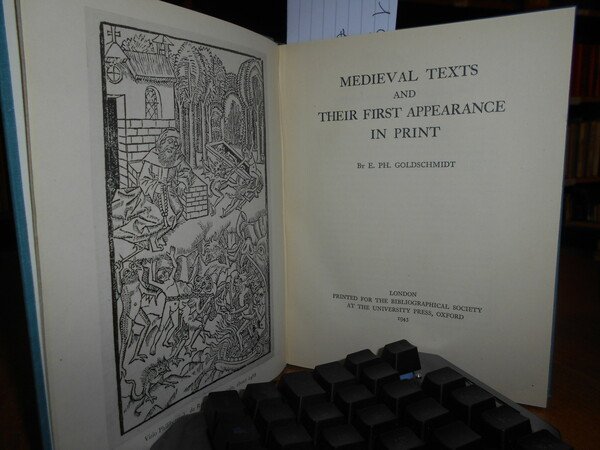 MEDIEVAL TEXTS
AND
THEIR FIRST APPEARANCE
IN PRINT
By E. PH. GOLDSCHMIDT
LONDON
PRINTED FOR THE BIBLIOGRAPHICAL SOCIETY
AT THE UNIVERSITY PRESS, OXFORD
1943